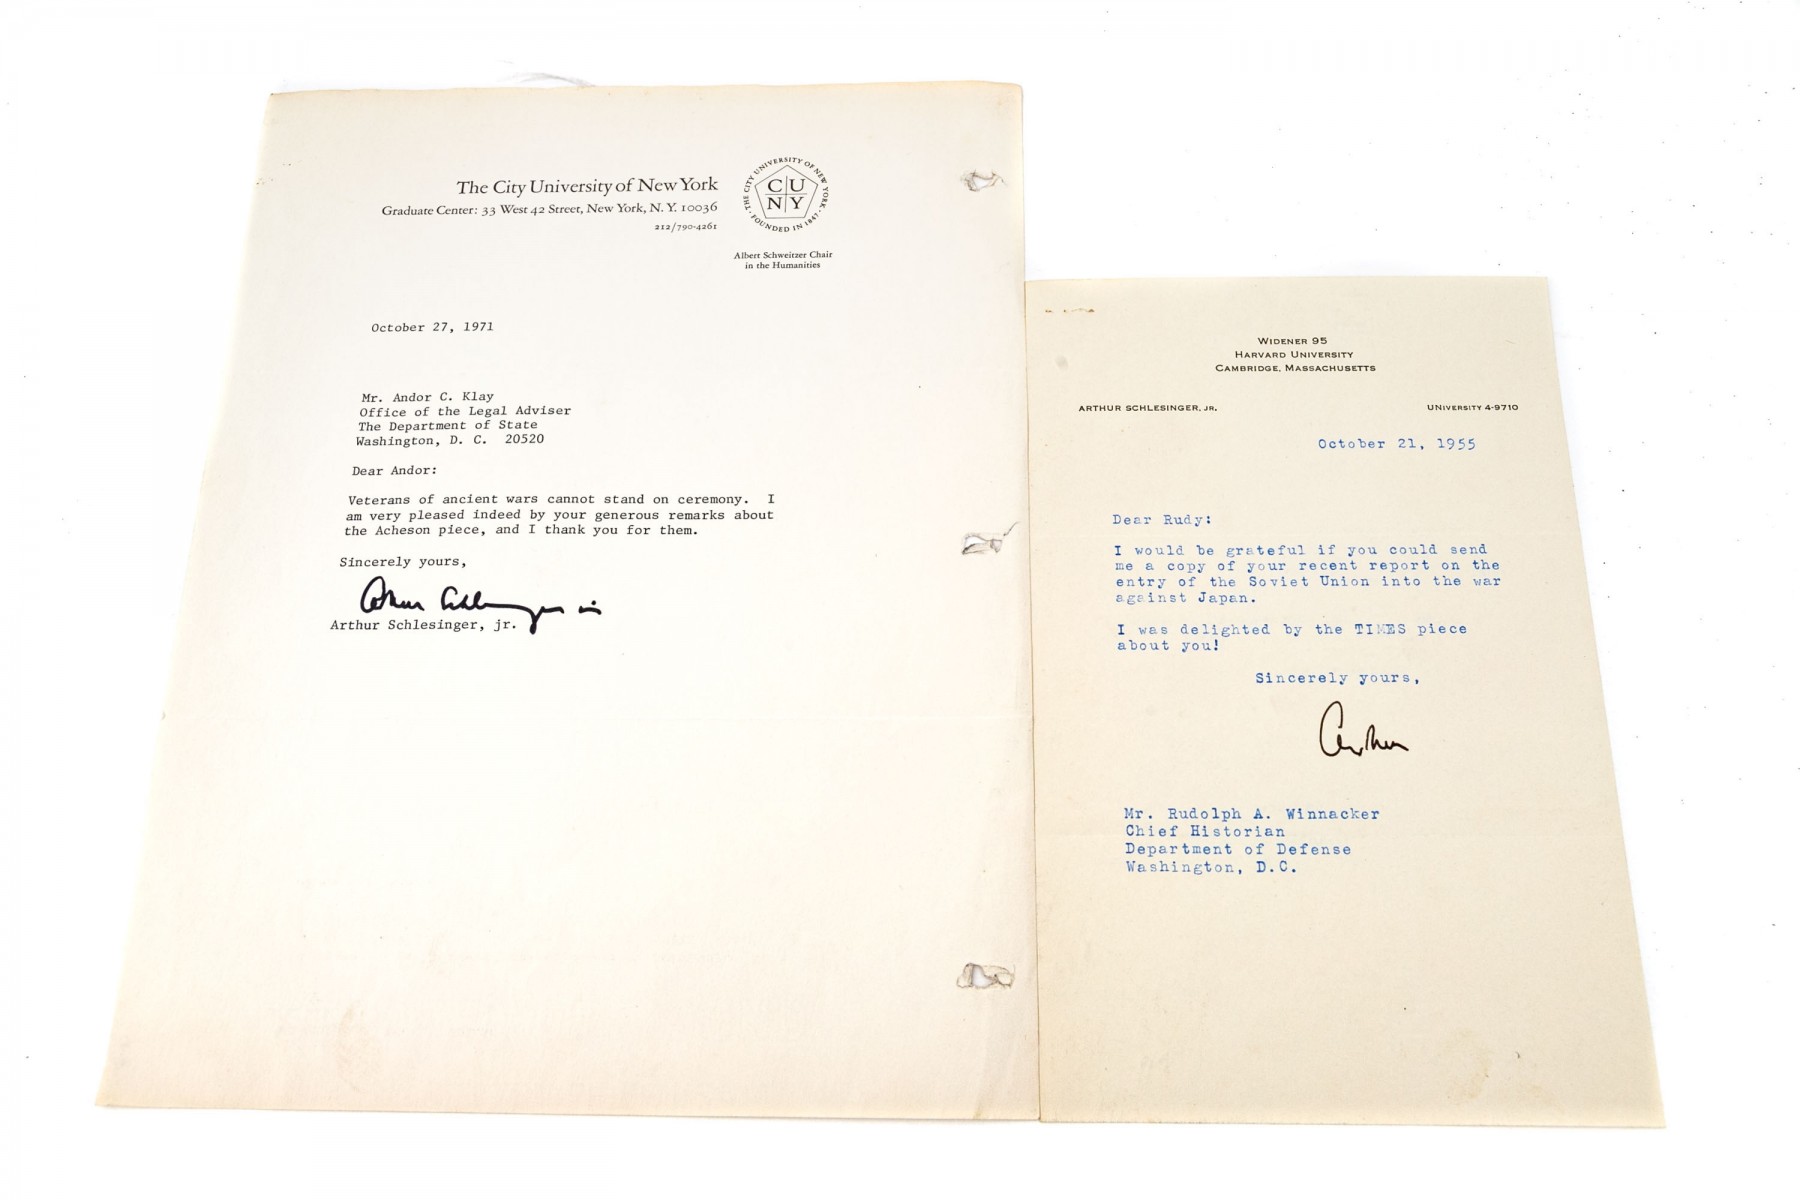 The City University of New York
Graduate Center: 33 West 42 Street, New York, N.Y. 10036
212/790-4261
THE CITY UNIVERSITY OF NEW YORK · FOUNDED IN 1847 ·
CU
NY
Albert Schweitzer Chair
in the Humanities
October 27, 1971
Mr. Andor C. Klay
Office of the Legal Adviser
The Department of State
Washington, D. C. 20520
Dear Andor:
Veterans of ancient wars cannot stand on ceremony. I
am very pleased indeed by your generous remarks about
the Acheson piece, and I thank you for them.
Sincerely yours,
Arthur Schlesinger jr
Arthur Schlesinger, jr.
WIDENER 95
HARVARD UNIVERSITY
CAMBRIDGE, MASSACHUSETTS
ARTHUR SCHLESINGER, JR.
UNIVERSITY 4-9710
October 21, 1955
Dear Rudy:
I would be grateful if you could send
me a copy of your recent report on the
entry of the Soviet Union into the war
against Japan.
I was delighted by the TIMES piece
about you!
Sincerely yours,
Arthur
Mr. Rudolph A. Winnacker
Chief Historian
Department of Defense
Washington, D.C.